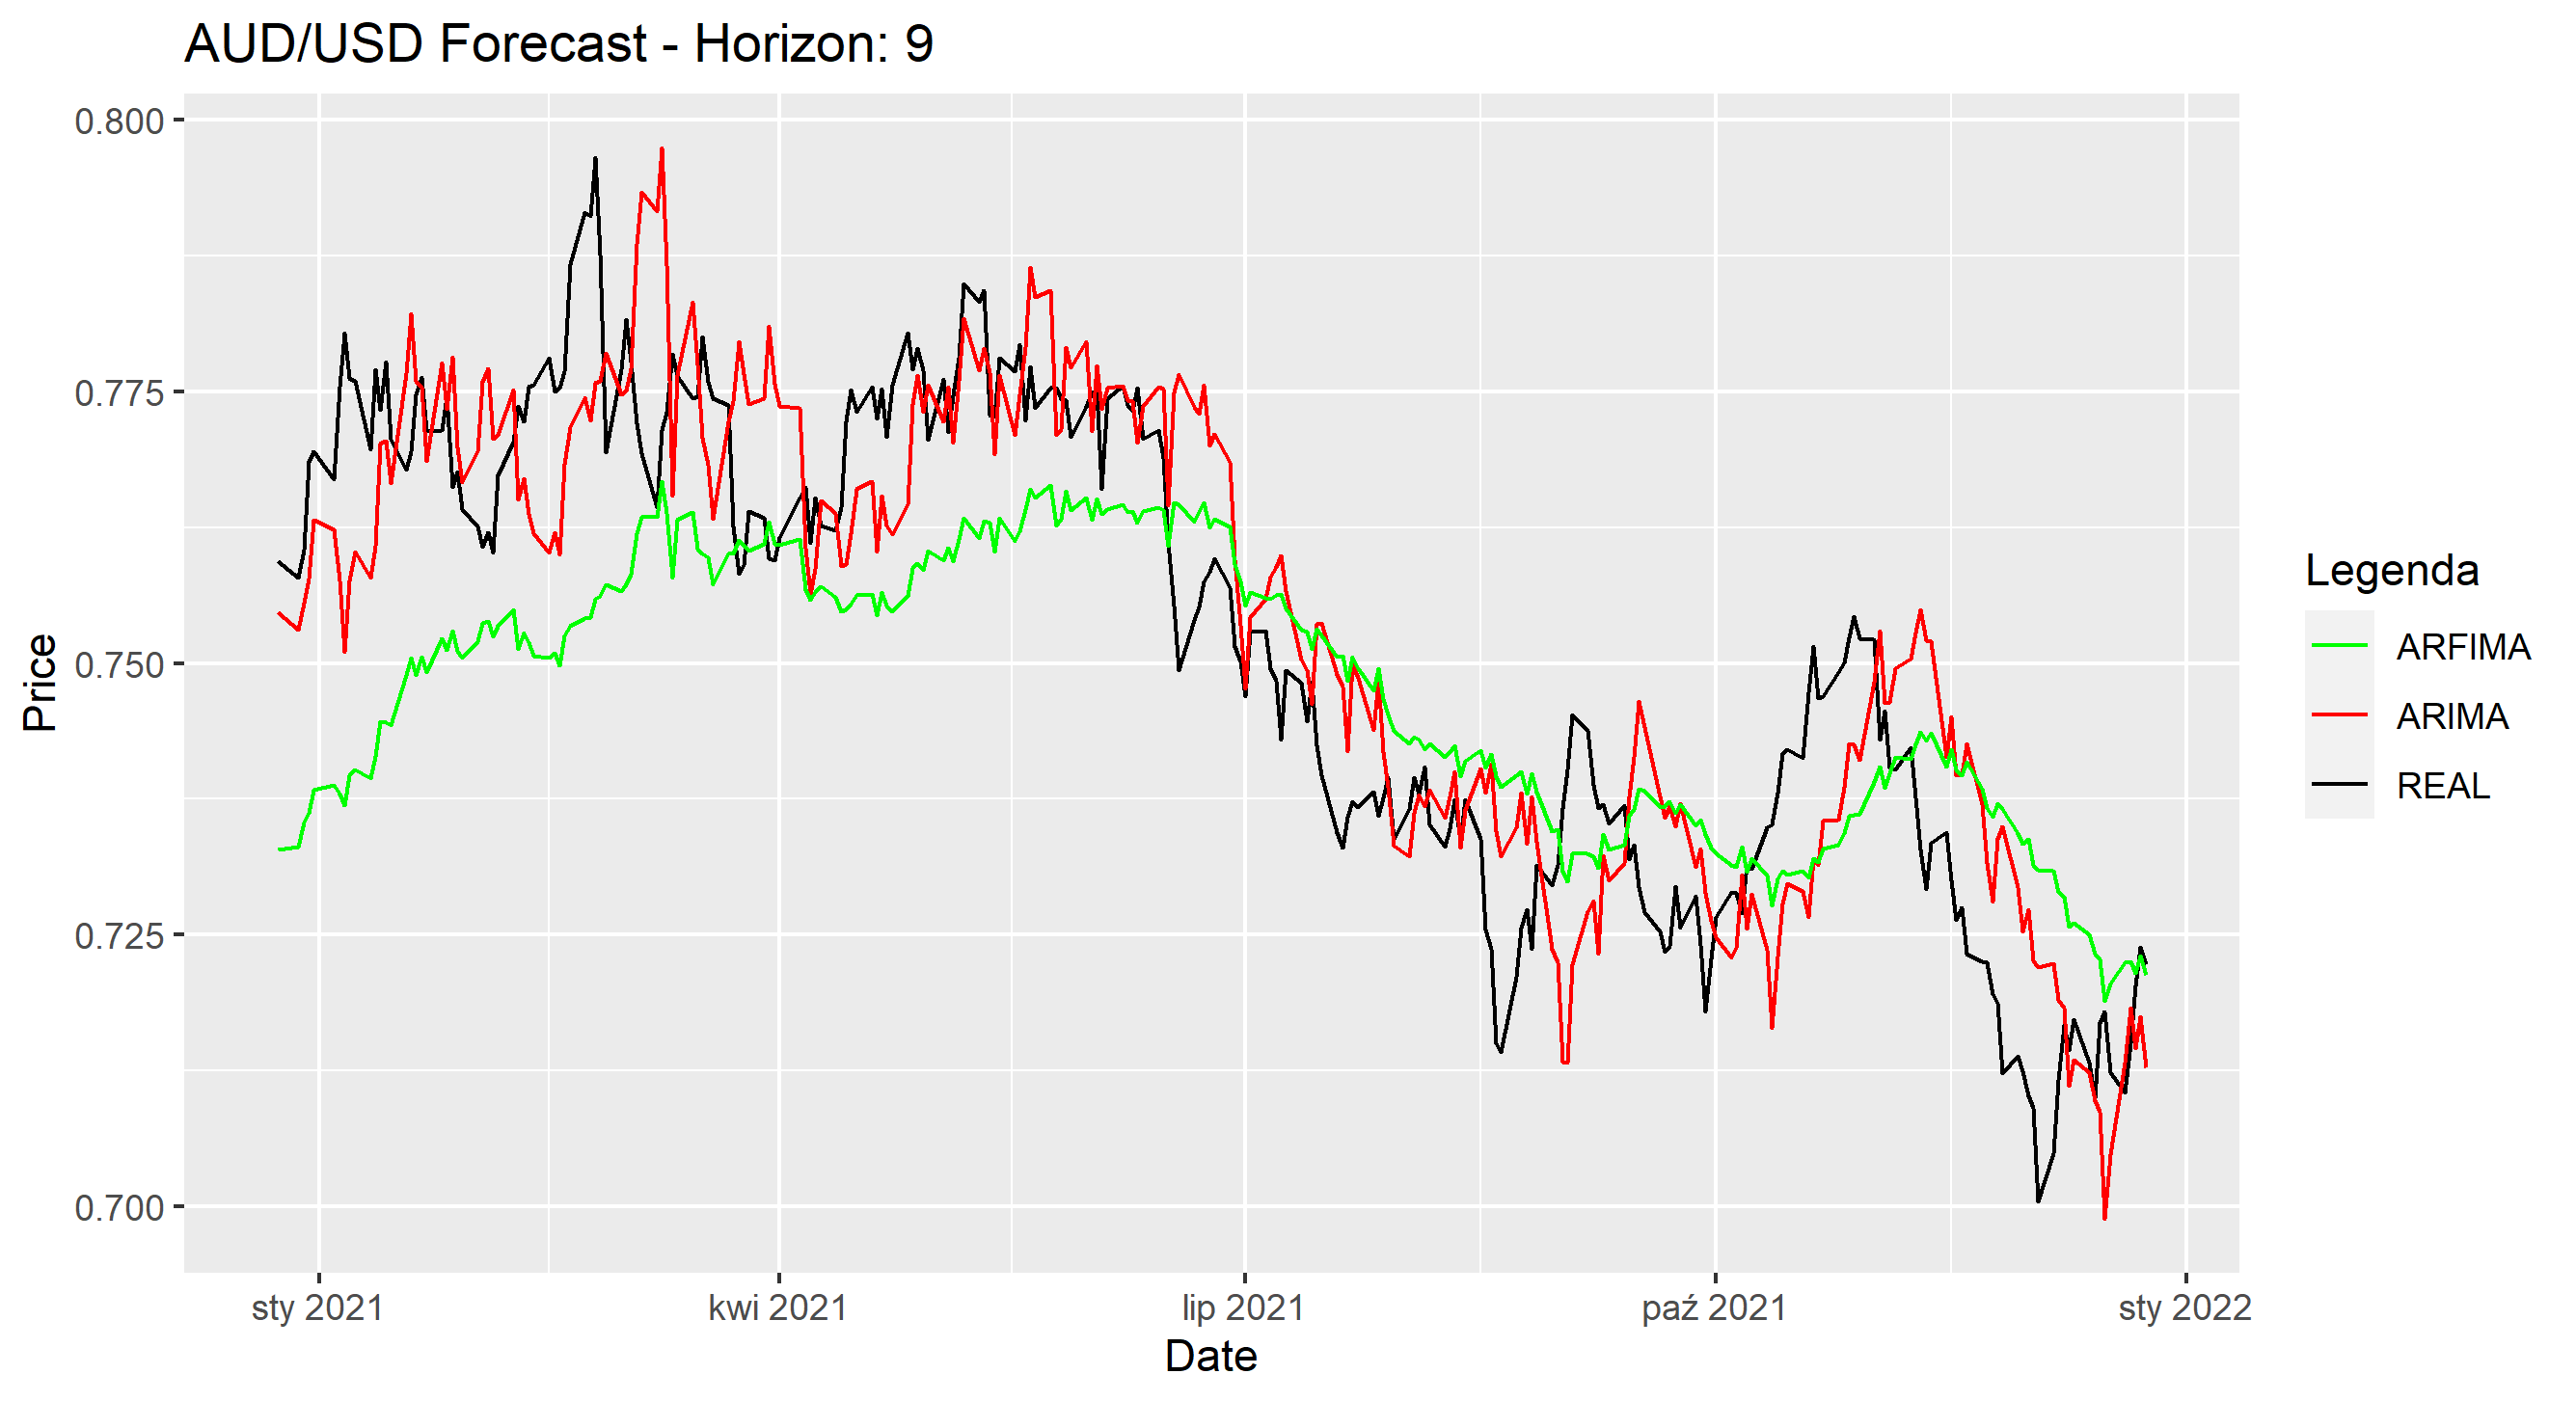 AUD/USD Forecast - Horizon: 9
Price
0.800
0.775
0.750
0.725
0.700
sty 2021
kwi 2021
lip 2021
paź 2021
sty 2022
Date
Legenda
ARFIMA
ARIMA
REAL